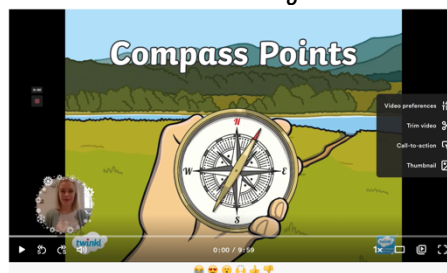 Compass Points
N
W
E
S
Video preferences
Trim video
Call-to-action
Thumbnail
twinkl
0:00 / 9:59
1x